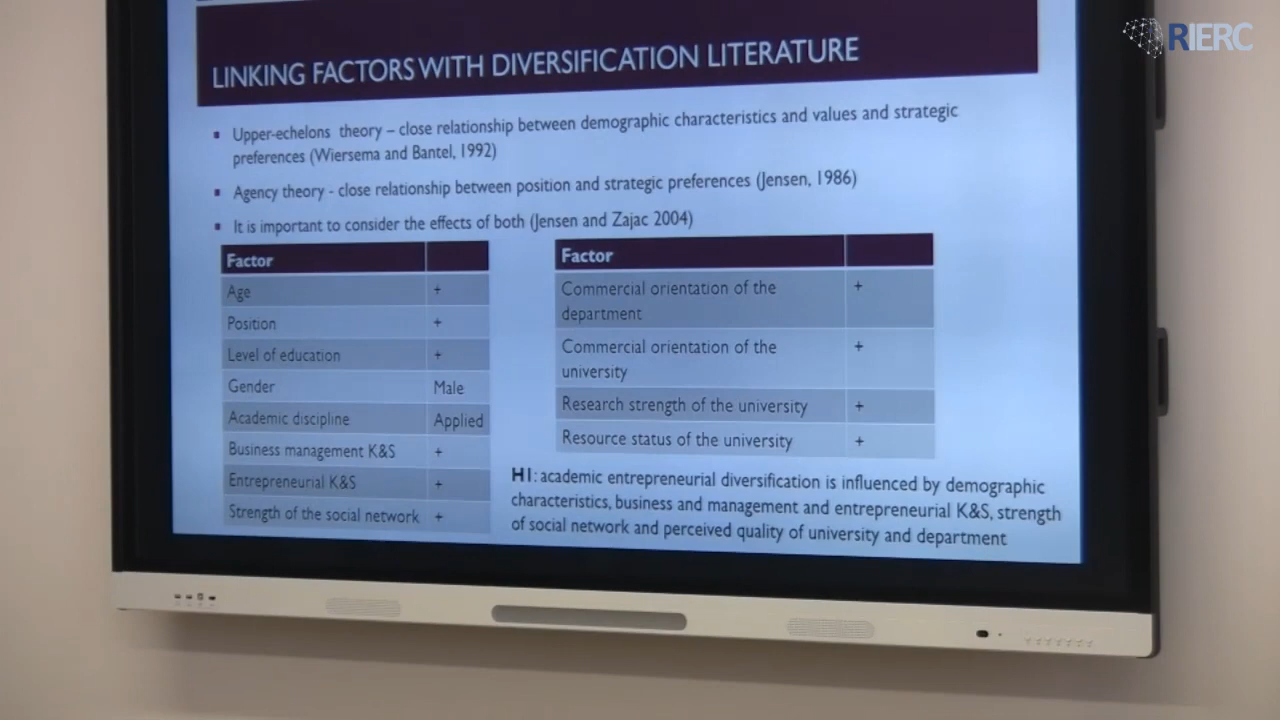 RIERC
LINKING FACTORS WITH DIVERSIFICATION LITERATURE
▪ Upper-echelons theory – close relationship between demographic characteristics and values and strategic
preferences (Wiersema and Bantel, 1992)
▪ Agency theory - close relationship between position and strategic preferences (Jensen, 1986)
▪ It is important to consider the effects of both (Jensen and Zajac 2004)
Factor
Age +
Position +
Level of education +
Gender Male
Academic discipline Applied
Business management K&S +
Entrepreneurial K&S +
Strength of the social network +
Factor
Commercial orientation of the +
department
Commercial orientation of the +
university
Research strength of the university +
Resource status of the university +
H1: academic entrepreneurial diversification is influenced by demographic
characteristics, business and management and entrepreneurial K&S, strength
of social network and perceived quality of university and department